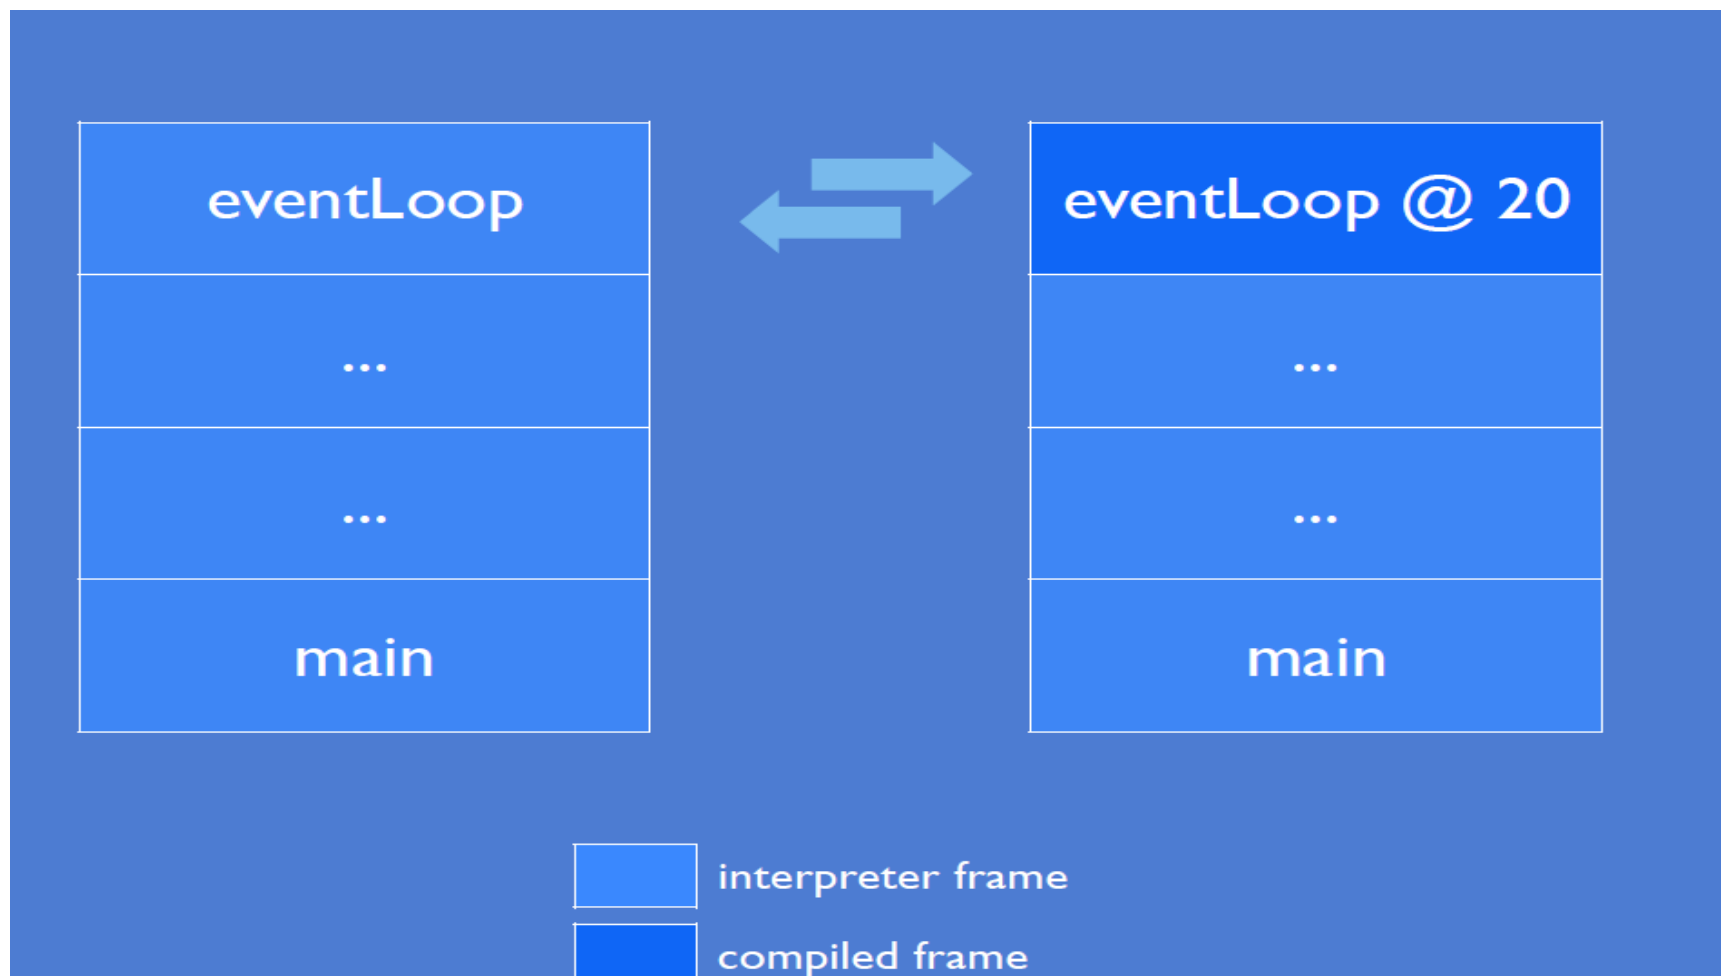 eventLoop
...
...
main
eventLoop @ 20
...
...
main
interpreter frame
compiled frame